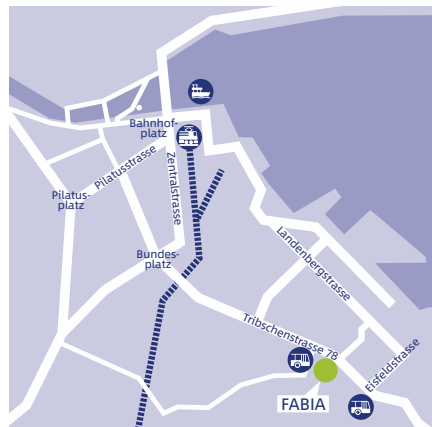 Bahnhof-
platz
Pilatusstrasse
Zentralstrasse
Pilatus-
platz
Bundes-
platz
Landenbergstrasse
Tribschenstrasse 78
Eisfeldstrasse
FABIA